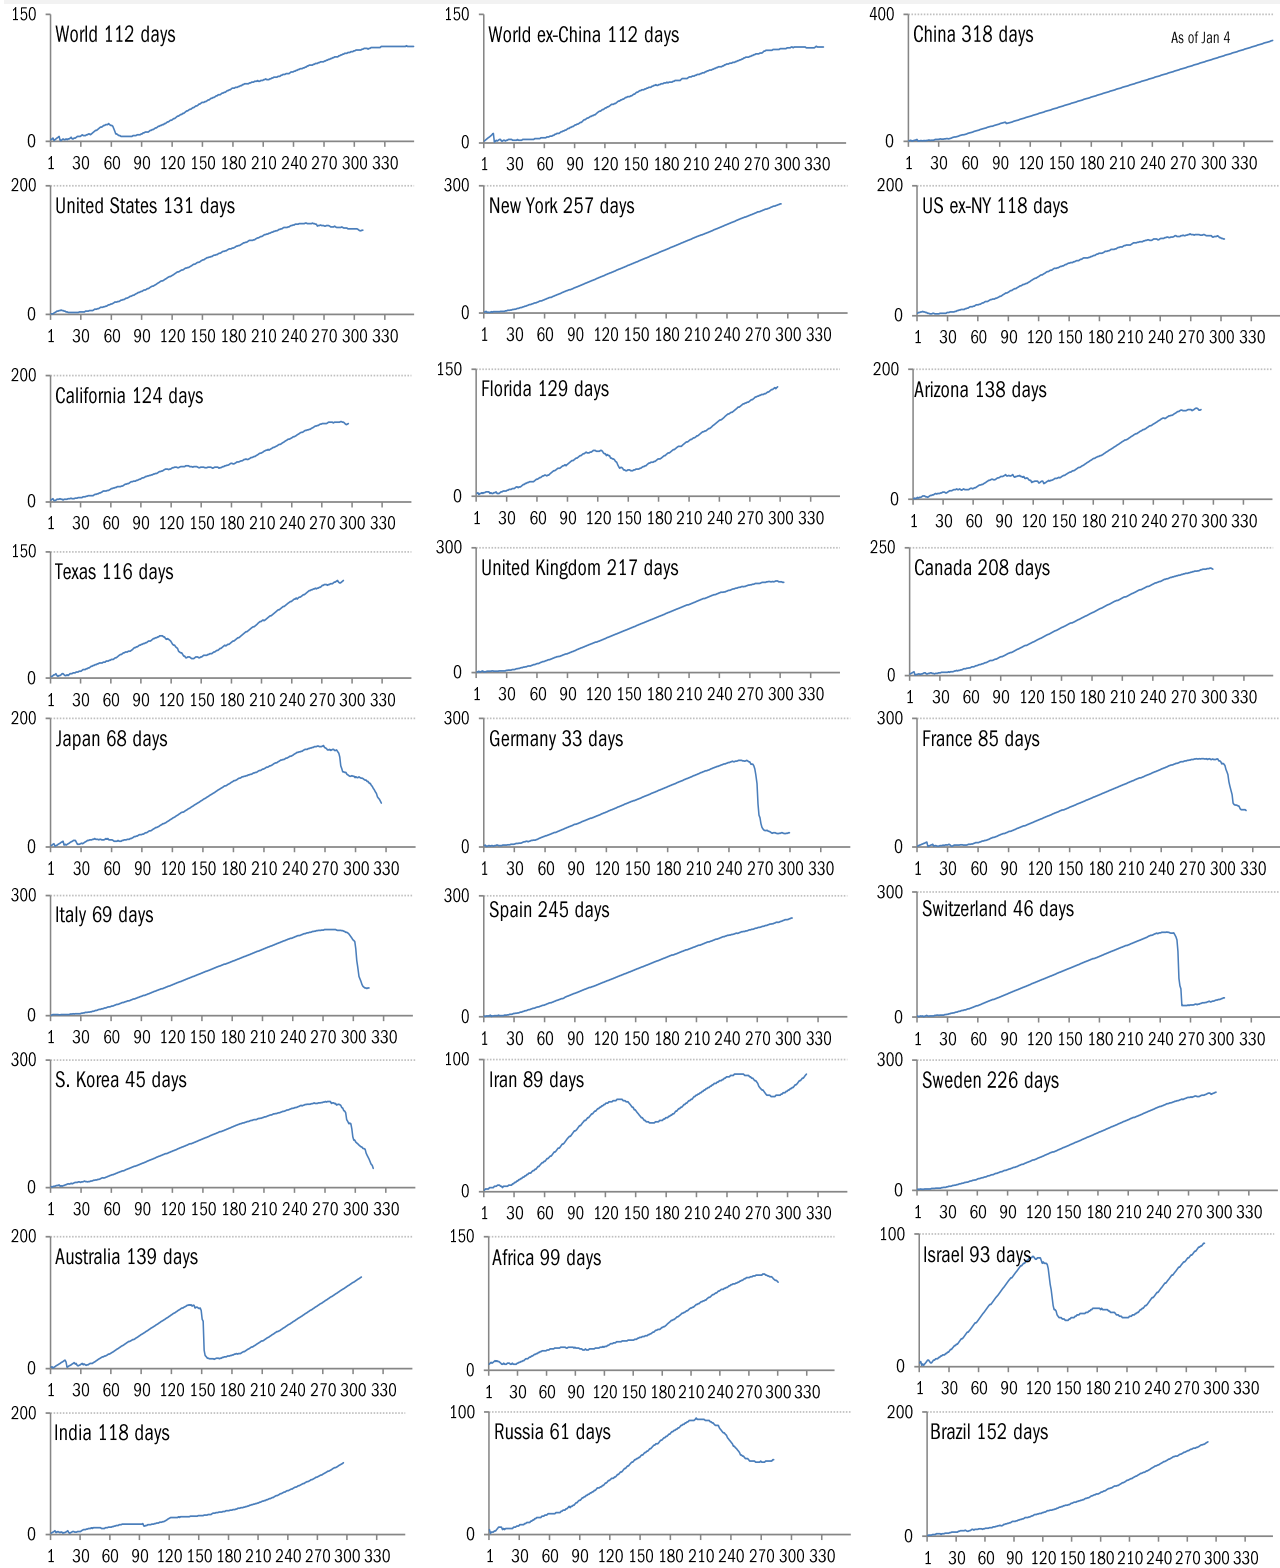 150
World 112 days
0
1 30 60 90 120 150 180 210 240 270 300 330
150
World ex-China 112 days
0
1 30 60 90 120 150 180 210 240 270 300 330
400
China 318 days
As of Jan 4
0
1 30 60 90 120 150 180 210 240 270 300 330
200
United States 131 days
0
1 30 60 90 120 150 180 210 240 270 300 330
300
New York 257 days
0
1 30 60 90 120 150 180 210 240 270 300 330
200
US ex-NY 118 days
0
1 30 60 90 120 150 180 210 240 270 300 330
200
California 124 days
0
1 30 60 90 120 150 180 210 240 270 300 330
150
Florida 129 days
0
1 30 60 90 120 150 180 210 240 270 300 330
200
Arizona 138 days
0
1 30 60 90 120 150 180 210 240 270 300 330
150
Texas 116 days
0
1 30 60 90 120 150 180 210 240 270 300 330
300
United Kingdom 217 days
0
1 30 60 90 120 150 180 210 240 270 300 330
250
Canada 208 days
0
1 30 60 90 120 150 180 210 240 270 300 330
200
Japan 68 days
0
1 30 60 90 120 150 180 210 240 270 300 330
300
Germany 33 days
0
1 30 60 90 120 150 180 210 240 270 300 330
300
France 85 days
0
1 30 60 90 120 150 180 210 240 270 300 330
300
Italy 69 days
0
1 30 60 90 120 150 180 210 240 270 300 330
300
Spain 245 days
0
1 30 60 90 120 150 180 210 240 270 300 330
300
Switzerland 46 days
0
1 30 60 90 120 150 180 210 240 270 300 330
300
S. Korea 45 days
0
1 30 60 90 120 150 180 210 240 270 300 330
100
Iran 89 days
0
1 30 60 90 120 150 180 210 240 270 300 330
300
Sweden 226 days
0
1 30 60 90 120 150 180 210 240 270 300 330
200
Australia 139 days
0
1 30 60 90 120 150 180 210 240 270 300 330
150
Africa 99 days
0
1 30 60 90 120 150 180 210 240 270 300 330
100
Israel 93 days
0
1 30 60 90 120 150 180 210 240 270 300 330
200
India 118 days
0
1 30 60 90 120 150 180 210 240 270 300 330
100
Russia 61 days
0
1 30 60 90 120 150 180 210 240 270 300 330
200
Brazil 152 days
0
1 30 60 90 120 150 180 210 240 270 300 330